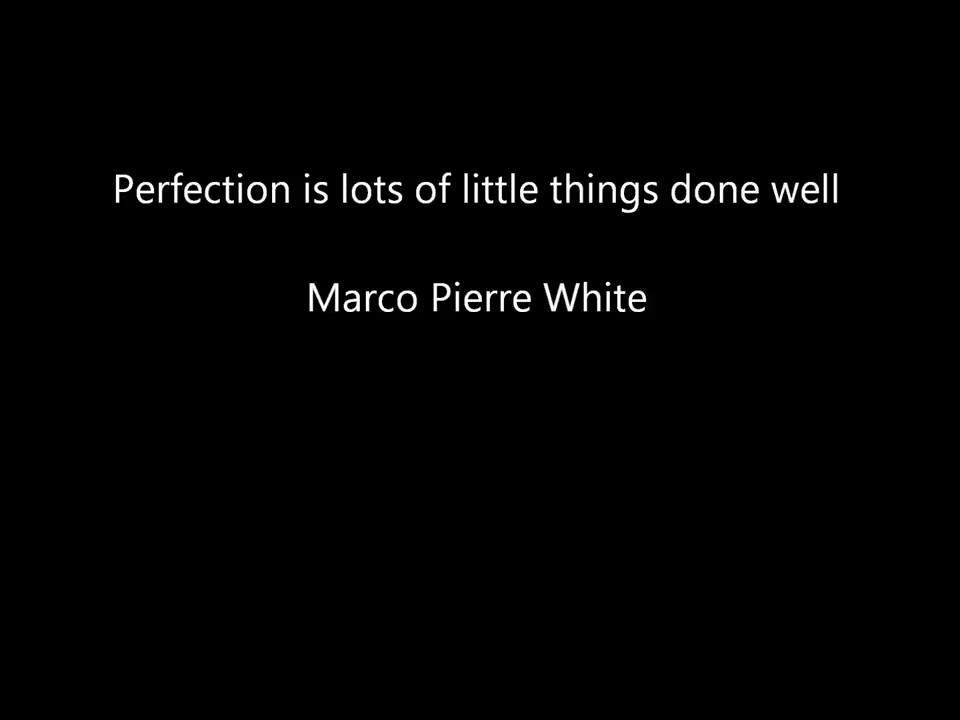 Perfection is lots of little things done well
Marco Pierre White